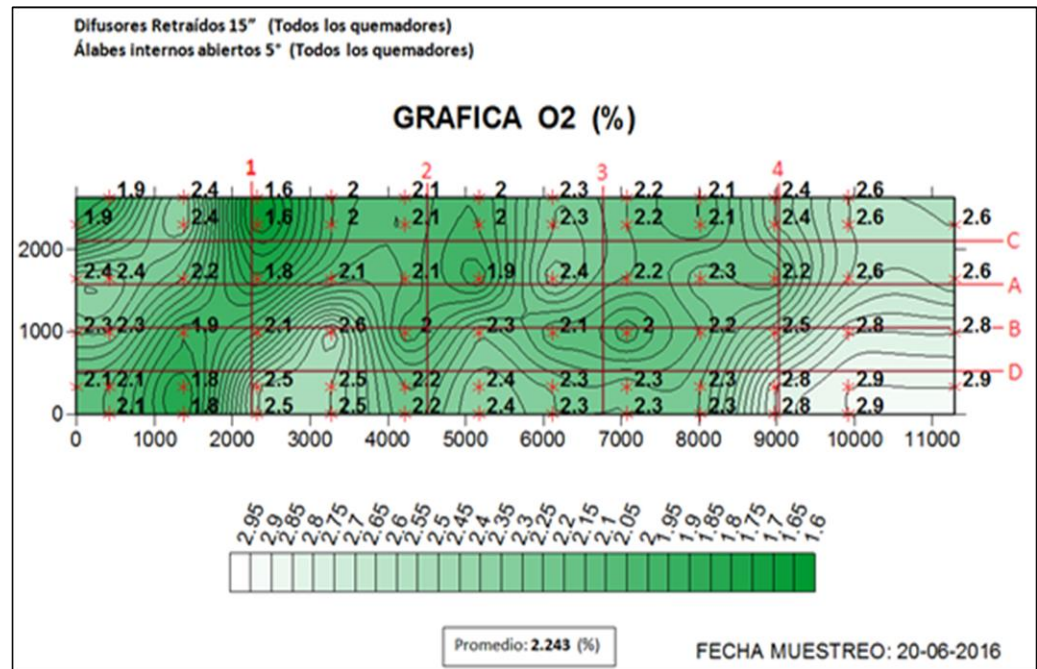 Difusores Retraídos 15” (Todos los quemadores)
Álabes internos abiertos 5° (Todos los quemadores)
GRAFICA O2 (%)
1 2 3 4
1.9 2.4 1.6 2 2.1 2 2.3 2.2 2.1 2.4 2.6
1.9 2.4 1.6 2 2.1 2 2.3 2.2 2.1 2.4 2.6 2.6
C
2000
2.4 2.4 2.2 1.8 2.1 2.1 1.9 2.4 2.2 2.3 2.2 2.6 2.6
A
2.3 2.3 1.9 2.1 2.6 2 2.3 2.1 2 2.2 2.5 2.8 2.8
1000 B
D
2.1 2.1 1.8 2.5 2.5 2.2 2.4 2.3 2.3 2.3 2.8 2.9 2.9
0 2.1 1.8 2.5 2.5 2.2 2.4 2.3 2.3 2.3 2.8 2.9
0 1000 2000 3000 4000 5000 6000 7000 8000 9000 10000 11000
2.95 2.9 2.85 2.8 2.75 2.7 2.65 2.6 2.55 2.5 2.45 2.4 2.35 2.3 2.25 2.2 2.15 2.1 2.05 2 1.95 1.9 1.85 1.8 1.75 1.7 1.65 1.6
Promedio: 2.243 (%)
FECHA MUESTREO: 20-06-2016